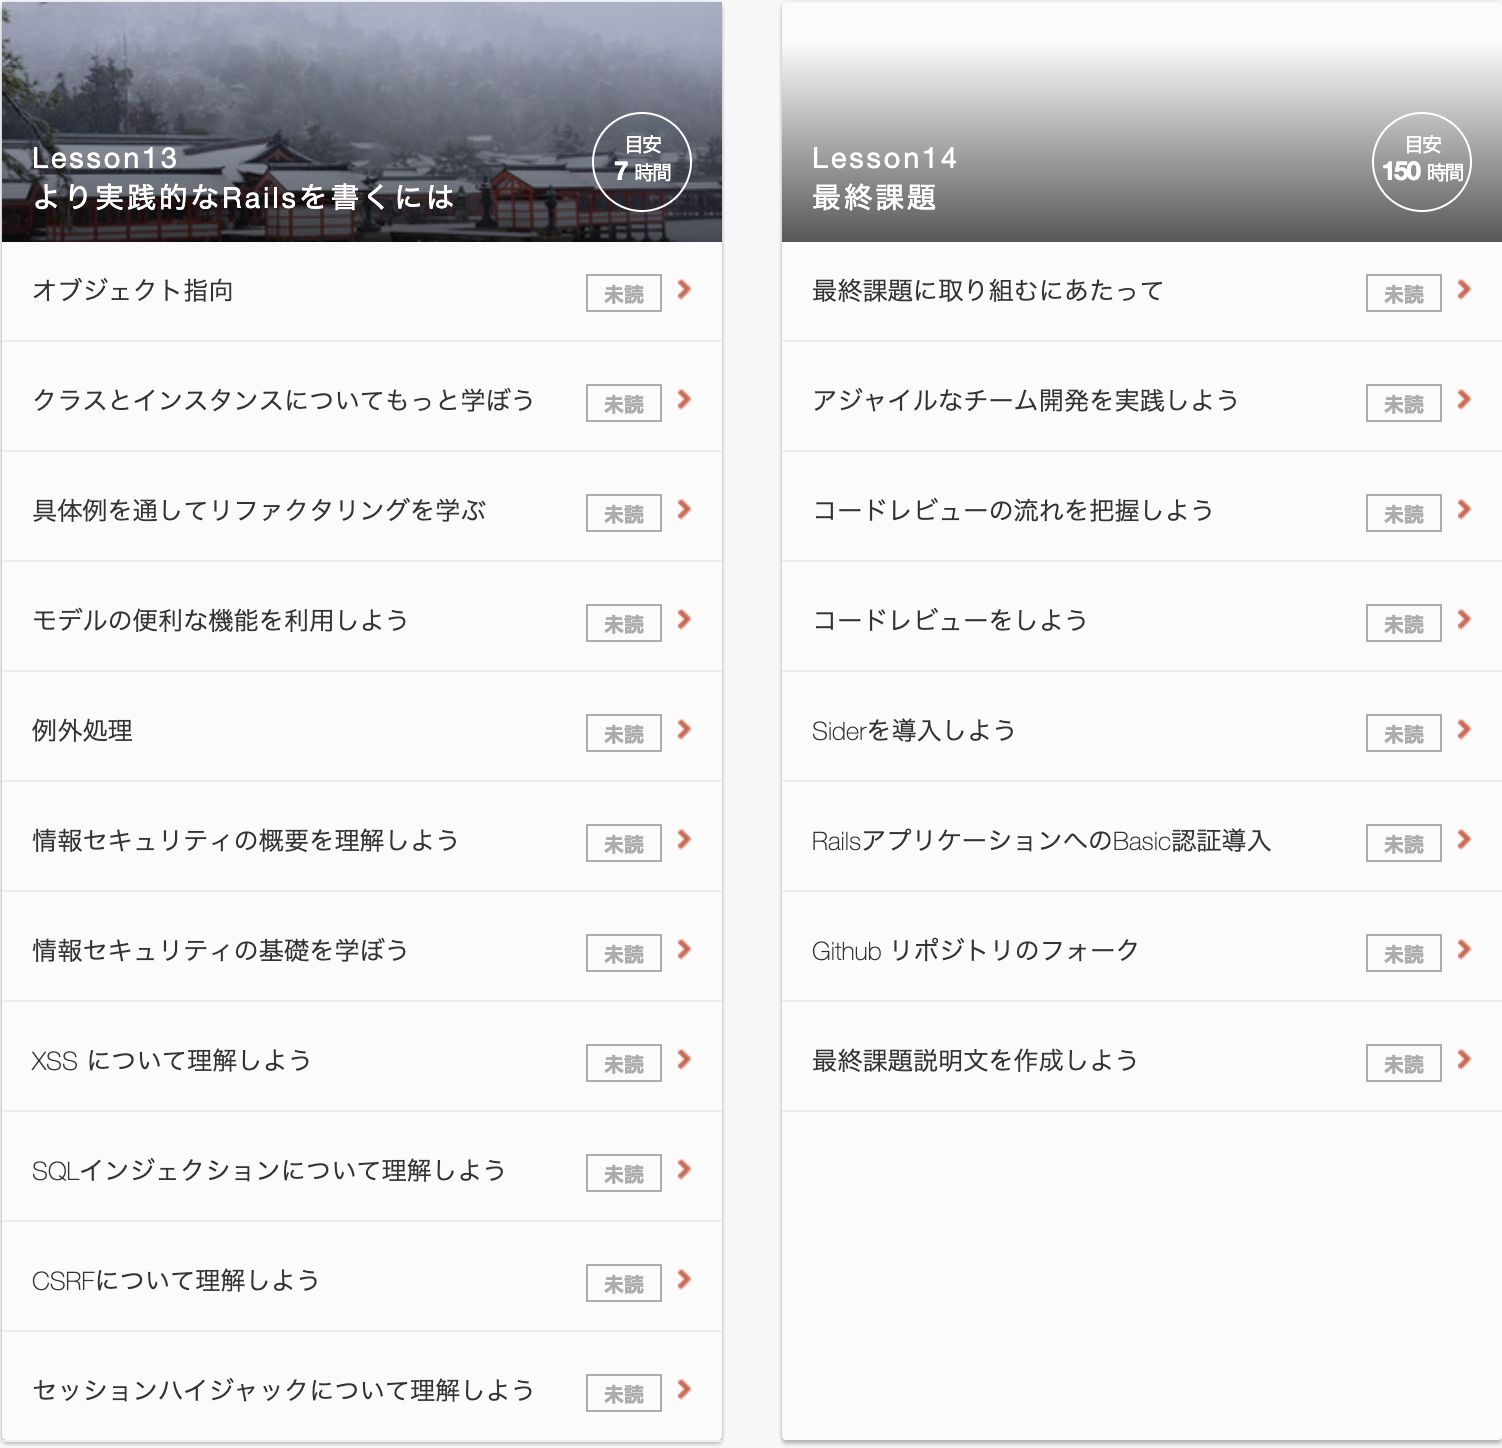 Lesson13
より実践的なRailsを書くには
目安
7 時間
オブジェクト指向
未読
クラスとインスタンスについてもっと学ぼう
未読
具体例を通してリファクタリングを学ぶ
未読
モデルの便利な機能を利用しよう
未読
例外処理
未読
情報セキュリティの概要を理解しよう
未読
情報セキュリティの基礎を学ぼう
未読
XSS について理解しよう
未読
SQLインジェクションについて理解しよう
未読
CSRFについて理解しよう
未読
セッションハイジャックについて理解しよう
未読
Lesson14
最終課題
目安
150 時間
最終課題に取り組むにあたって
未読
アジャイルなチーム開発を実践しよう
未読
コードレビューの流れを把握しよう
未読
コードレビューをしよう
未読
Siderを導入しよう
未読
RailsアプリケーションへのBasic認証導入
未読
Github リポジトリのフォーク
未読
最終課題説明文を作成しよう
未読